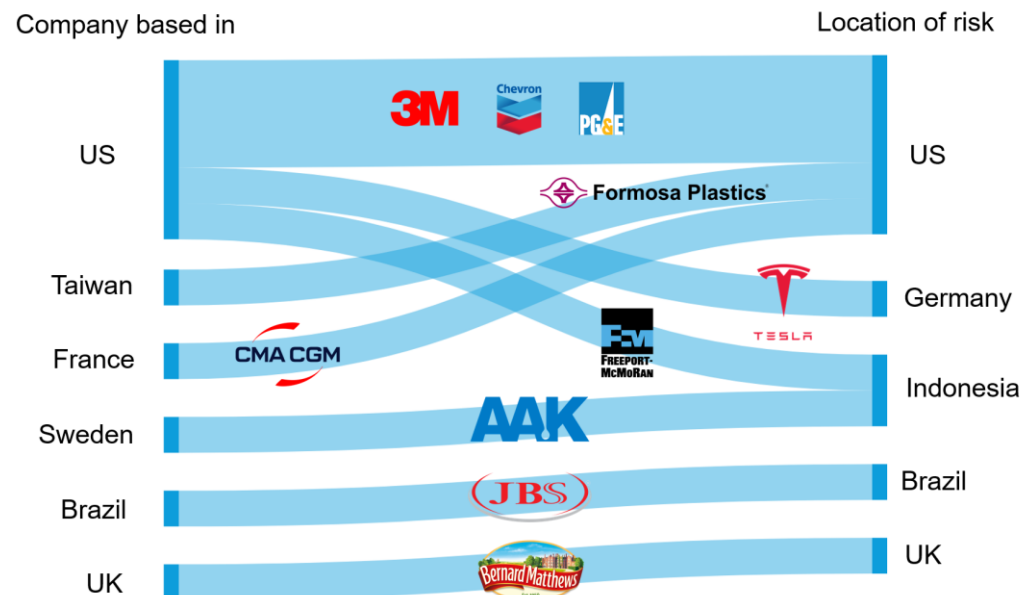 Company based in
Location of risk
US
3M
Chevron
PG&E
US
Formosa Plastics
Taiwan
TESLA
Germany
France
CMA CGM
FCM
FREEPORT-
McMoRAN
Indonesia
Sweden
AAK
Brazil
JBS
Brazil
UK
Bernard Matthews
UK